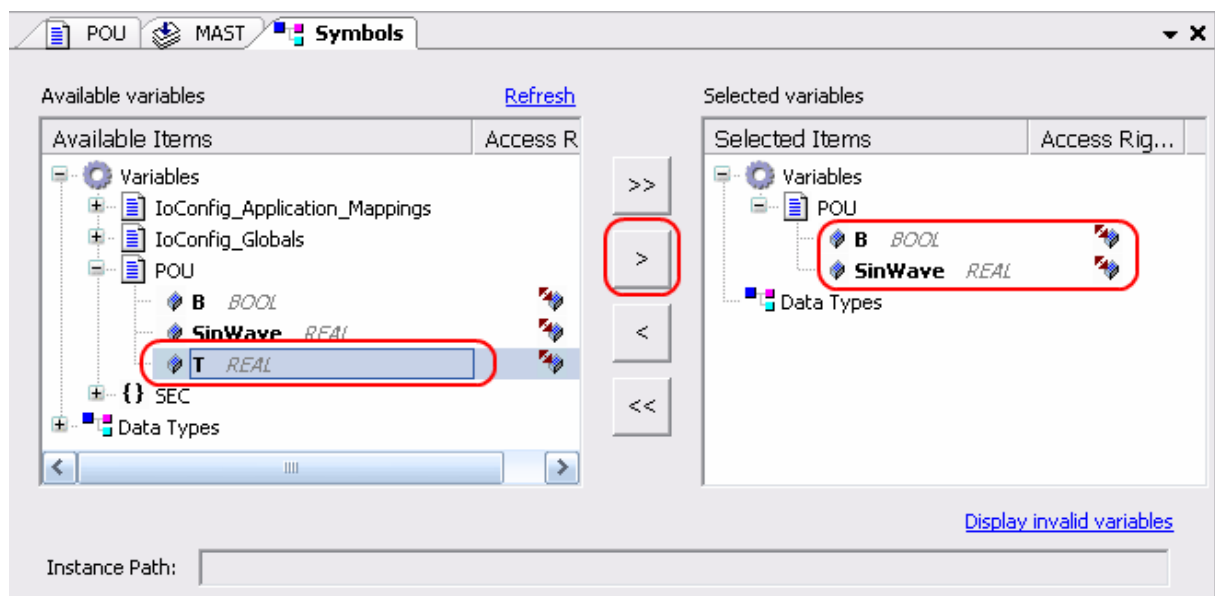 POU MAST Symbols
Available variables Refresh Selected variables
Available Items Access R Selected Items Access Rig...
Variables Variables
IoConfig_Application_Mappings POU
IoConfig_Globals B BOOL
POU SinWave REAL
B BOOL Data Types
SinWave REAL
T REAL
{} SEC
Data Types
>>
>
<
<<
Display invalid variables
Instance Path: